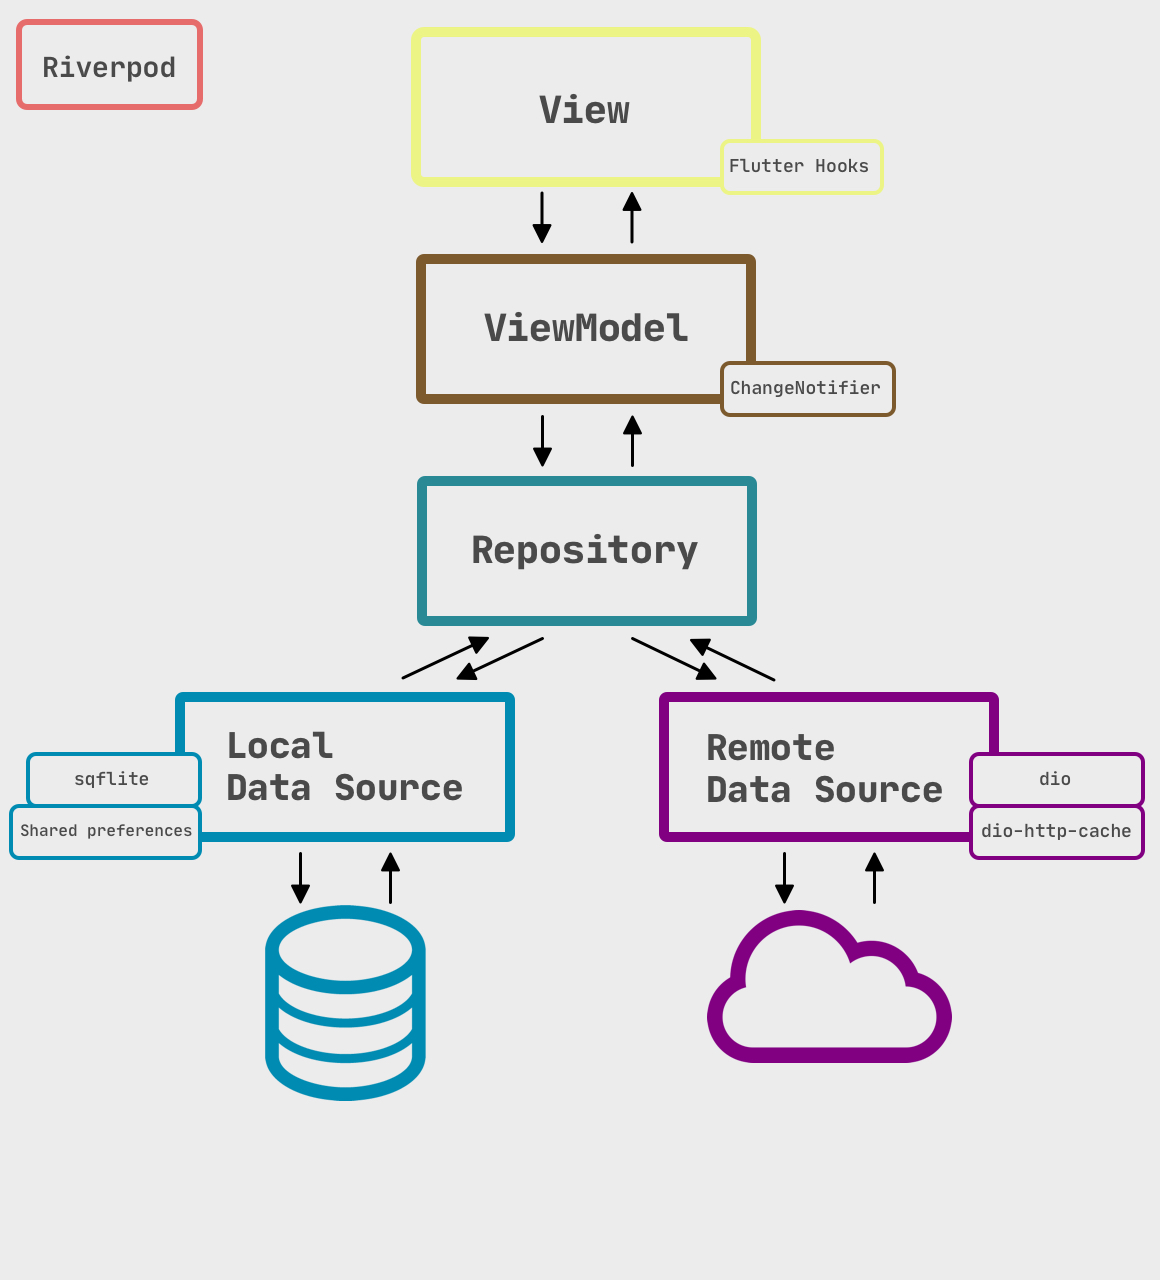 Riverpod
View
Flutter Hooks
ViewModel
ChangeNotifier
Repository
Local
Data Source
sqflite
Shared preferences
Remote
Data Source
dio
dio-http-cache